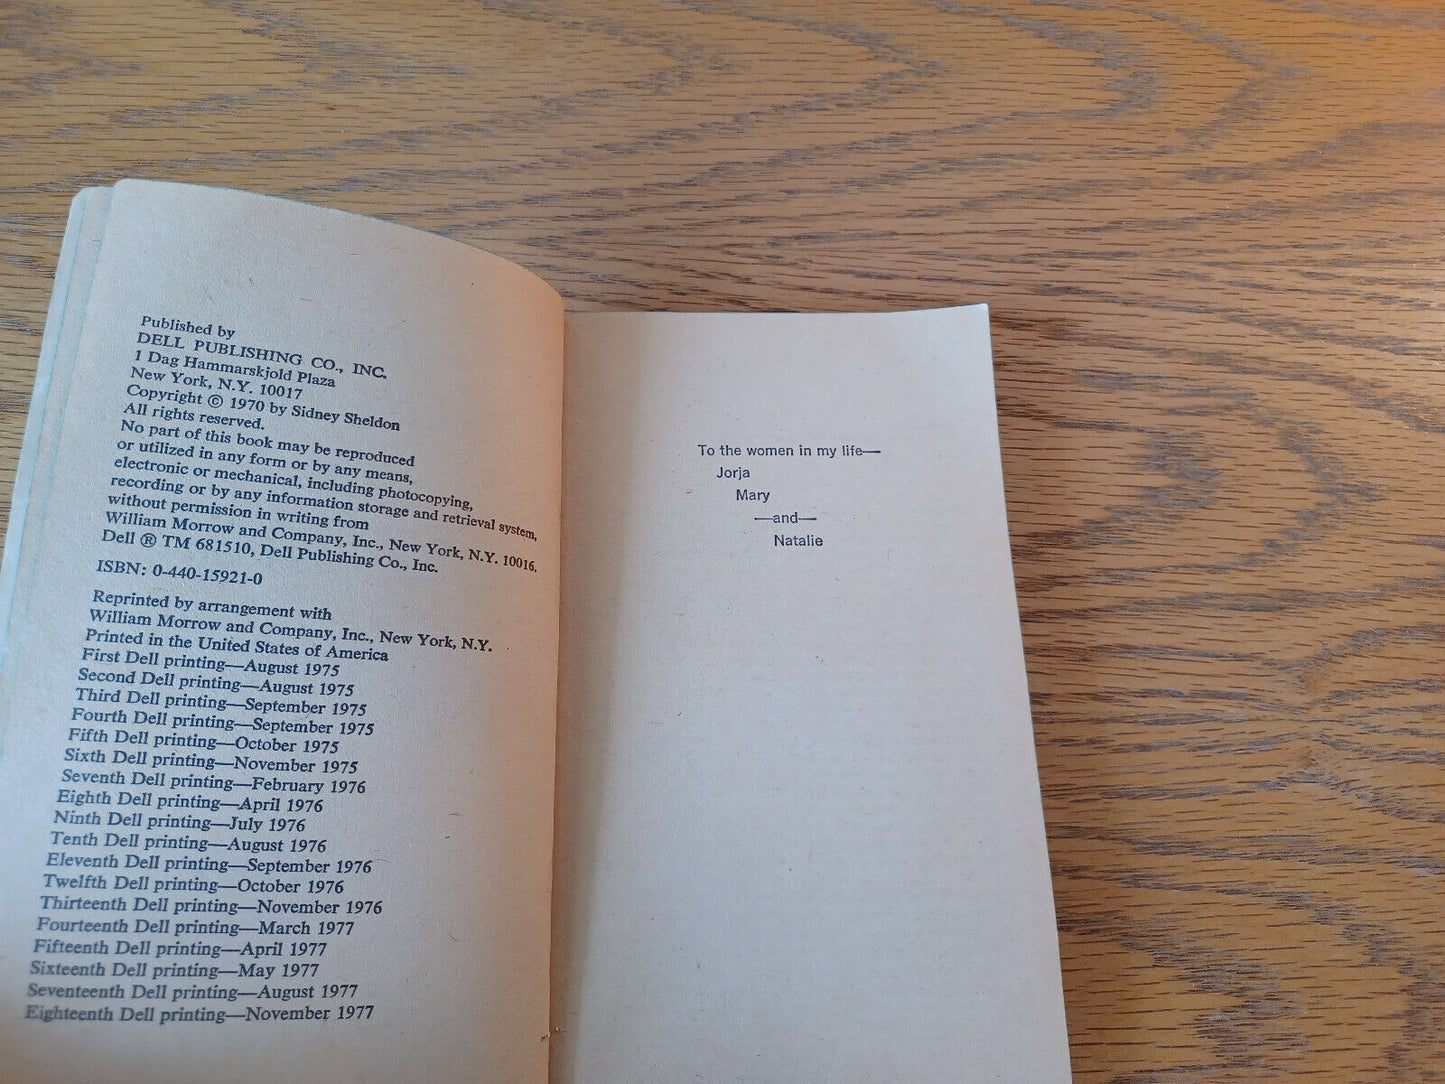 Published by
DELL PUBLISHING CO., INC.
1 Dag Hammarskjold Plaza
New York, N.Y. 10017
Copyright © 1970 by Sidney Sheldon
All rights reserved.
No part of this book may be reproduced
or utilized in any form or by any means,
electronic or mechanical, including photocopying,
recording or by any information storage and retrieval system,
without permission in writing from
William Morrow and Company, Inc., New York, N.Y. 10016.
Dell ® TM 681510, Dell Publishing Co., Inc.
ISBN: 0-440-15921-0
Reprinted by arrangement with
William Morrow and Company, Inc., New York, N.Y.
Printed in the United States of America
First Dell printing—August 1975
Second Dell printing—August 1975
Third Dell printing—September 1975
Fourth Dell printing—September 1975
Fifth Dell printing—October 1975
Sixth Dell printing—November 1975
Seventh Dell printing—February 1976
Eighth Dell printing—April 1976
Ninth Dell printing—July 1976
Tenth Dell printing—August 1976
Eleventh Dell printing—September 1976
Twelfth Dell printing—October 1976
Thirteenth Dell printing—November 1976
Fourteenth Dell printing—March 1977
Fifteenth Dell printing—April 1977
Sixteenth Dell printing—May 1977
Seventeenth Dell printing—August 1977
Eighteenth Dell printing—November 1977
To the women in my life—
Jorja
Mary
—and—
Natalie